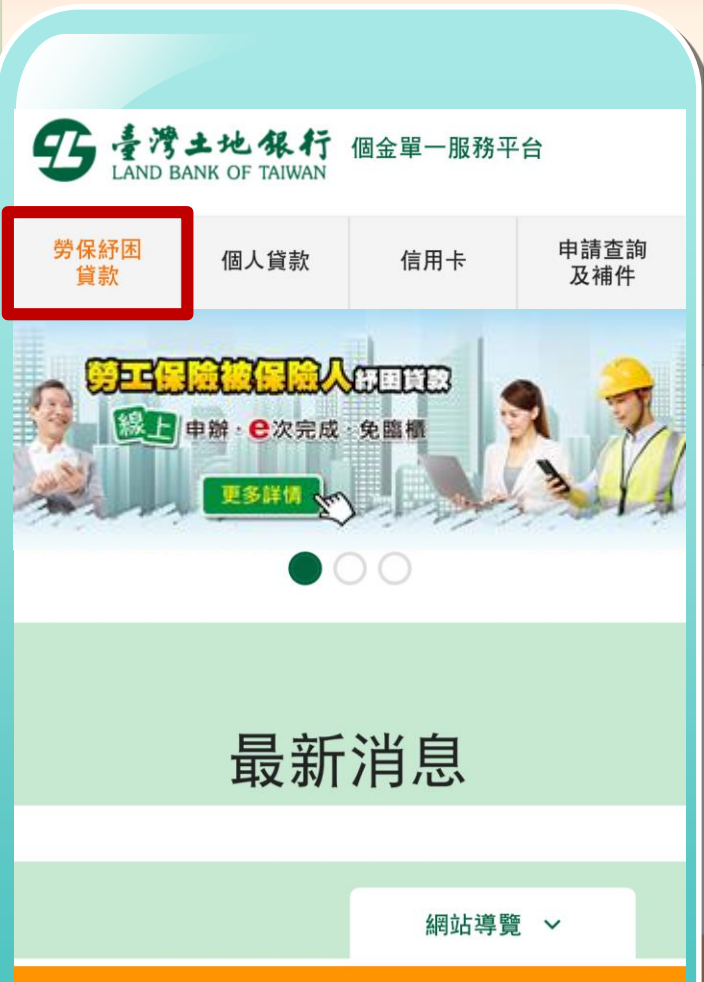 臺灣土地銀行 個金單一服務平台
LAND BANK OF TAIWAN
勞保紓困
貸款
個人貸款
信用卡
申請查詢
及補件
勞工保險被保險人紓困貸款
線上申辦·e次完成·免臨櫃
更多詳情
最新消息
網站導覽